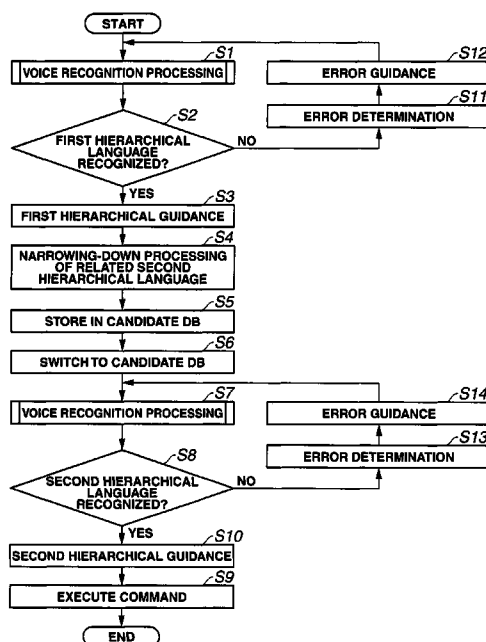 START
S1
VOICE RECOGNITION PROCESSING
S12
ERROR GUIDANCE
S11
ERROR DETERMINATION
S2
FIRST HIERARCHICAL
LANGUAGE
RECOGNIZED?
NO
YES
S3
FIRST HIERARCHICAL GUIDANCE
S4
NARROWING-DOWN PROCESSING
OF RELATED SECOND
HIERARCHICAL LANGUAGE
S5
STORE IN CANDIDATE DB
S6
SWITCH TO CANDIDATE DB
S7
VOICE RECOGNITION PROCESSING
S14
ERROR GUIDANCE
S13
ERROR DETERMINATION
S8
SECOND HIERARCHICAL
LANGUAGE
RECOGNIZED?
NO
YES
S10
SECOND HIERARCHICAL GUIDANCE
S9
EXECUTE COMMAND
END